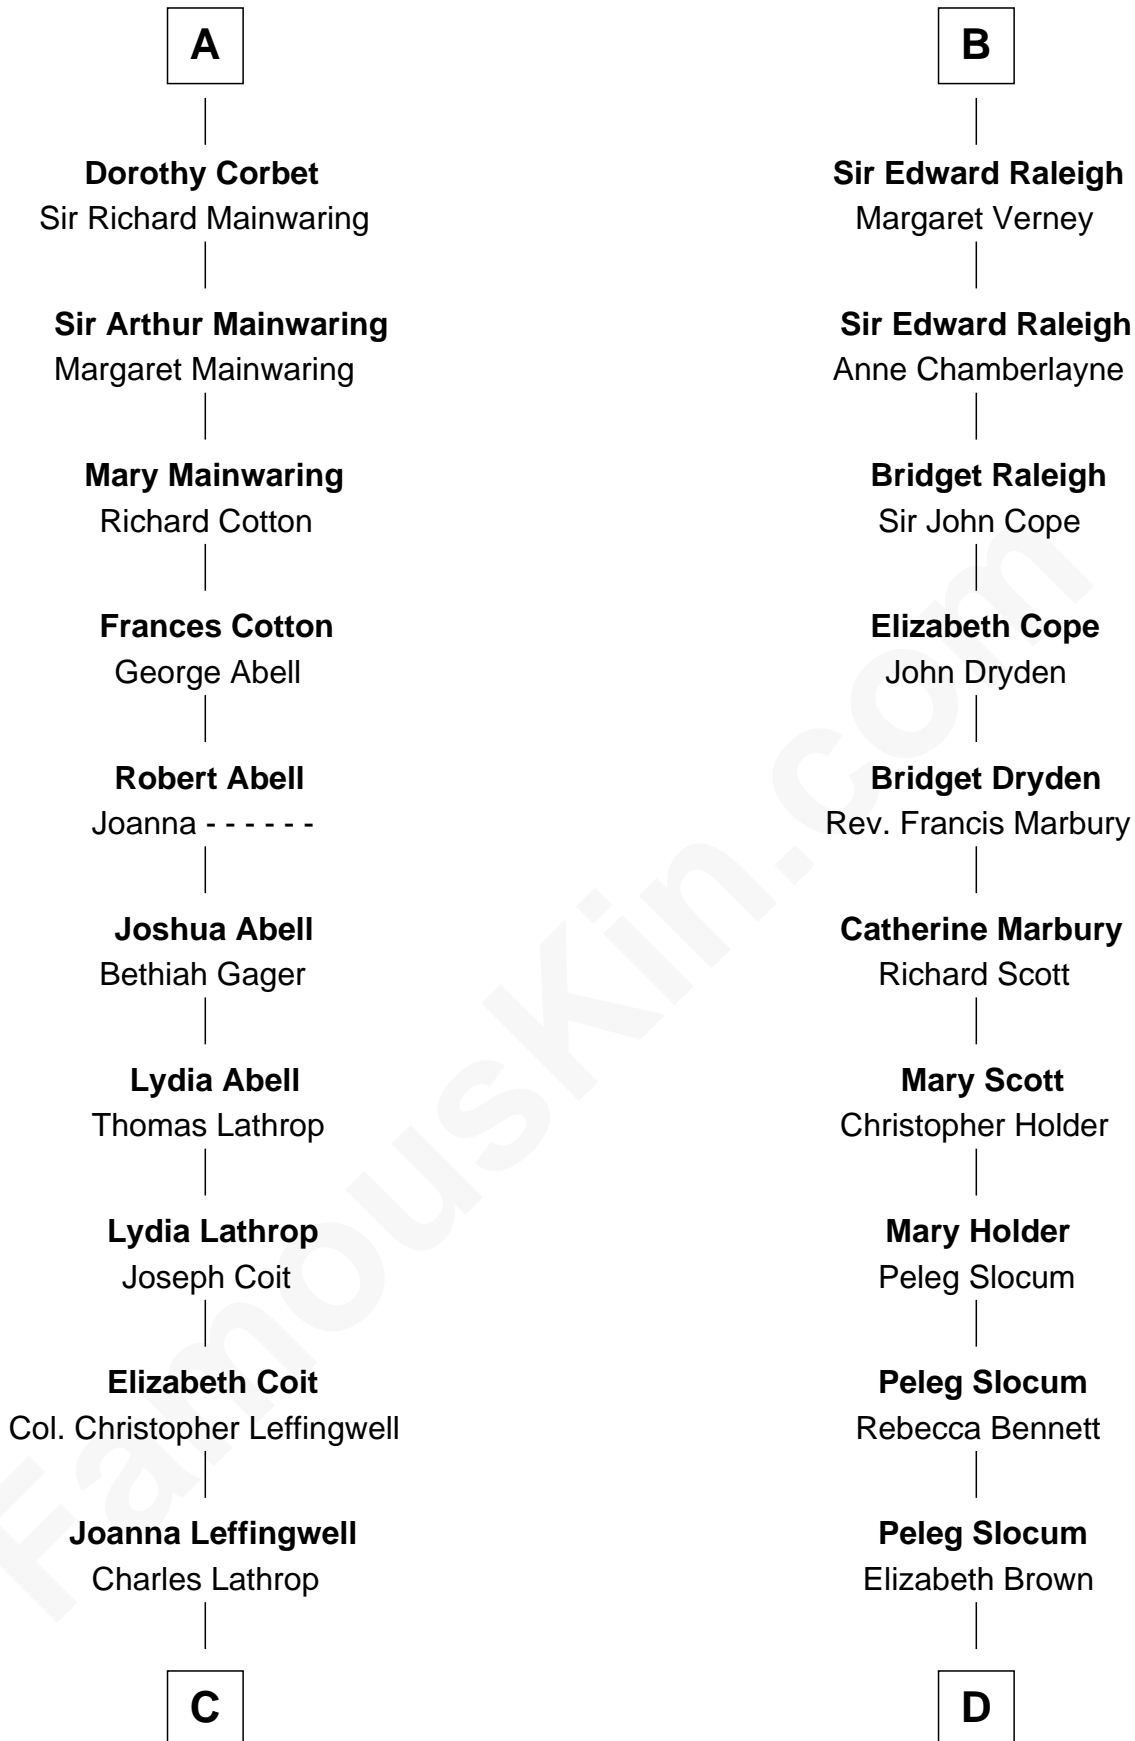 A
Dorothy Corbet
Sir Richard Mainwaring
Sir Arthur Mainwaring
Margaret Mainwaring
Mary Mainwaring
Richard Cotton
Frances Cotton
George Abell
Robert Abell
Joanna - - - - - -
Joshua Abell
Bethiah Gager
Lydia Abell
Thomas Lathrop
Lydia Lathrop
Joseph Coit
Elizabeth Coit
Col. Christopher Leffingwell
Joanna Leffingwell
Charles Lathrop
C
B
Sir Edward Raleigh
Margaret Verney
Sir Edward Raleigh
Anne Chamberlayne
Bridget Raleigh
Sir John Cope
Elizabeth Cope
John Dryden
Bridget Dryden
Rev. Francis Marbury
Catherine Marbury
Richard Scott
Mary Scott
Christopher Holder
Mary Holder
Peleg Slocum
Peleg Slocum
Rebecca Bennett
Peleg Slocum
Elizabeth Brown
D
FamousKin.com